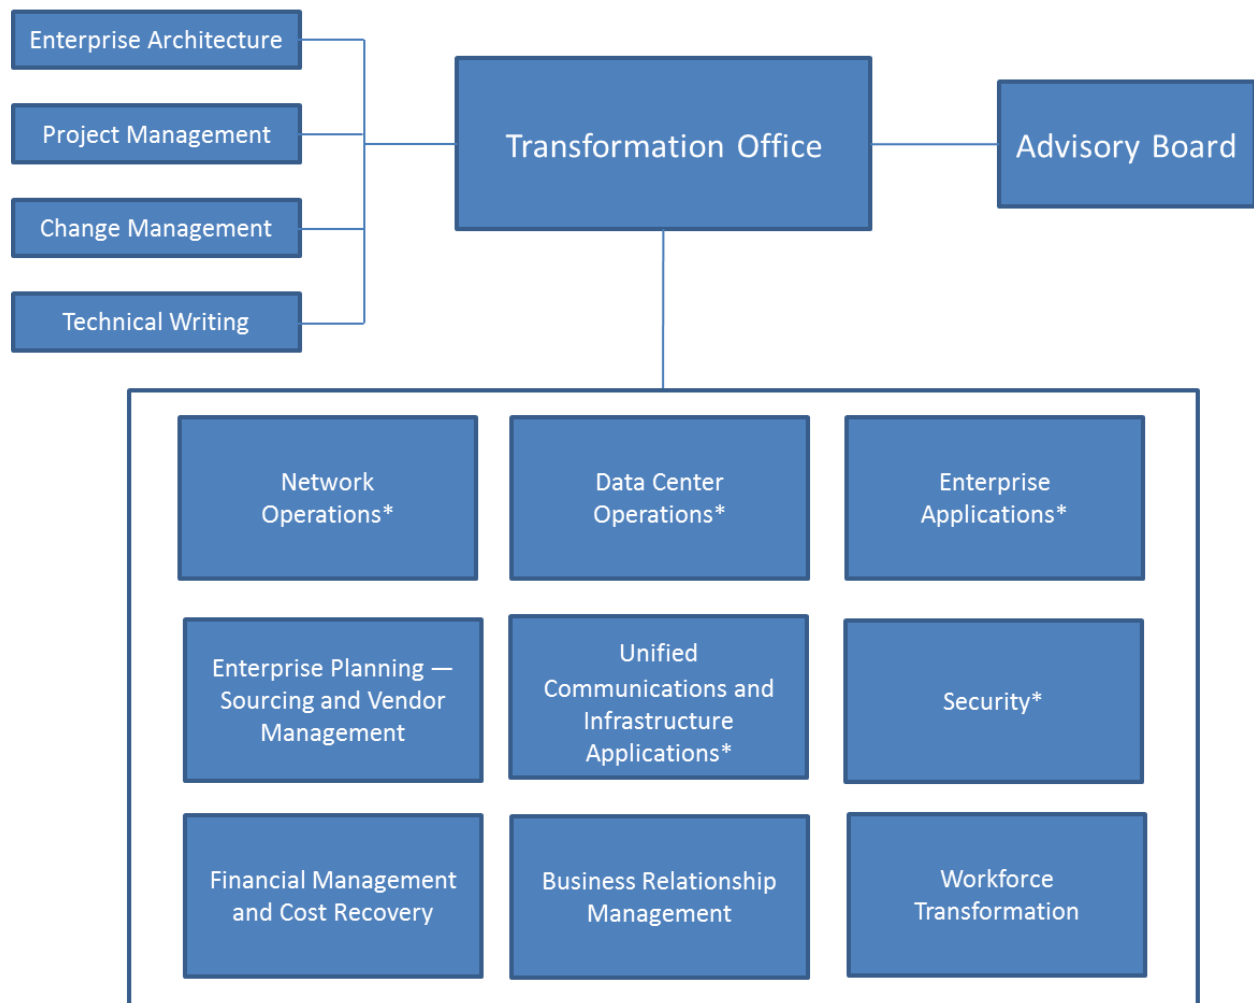 Enterprise Architecture
Project Management
Change Management
Technical Writing
Transformation Office
Advisory Board
Network
Operations*
Data Center
Operations*
Enterprise
Applications*
Enterprise Planning —
Sourcing and Vendor
Management
Unified
Communications and
Infrastructure
Applications*
Security*
Financial Management
and Cost Recovery
Business Relationship
Management
Workforce
Transformation